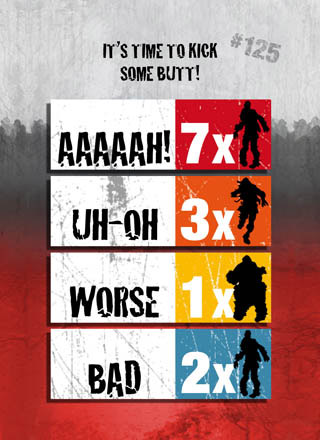 IT'S TIME TO KICK
SOME BUTT!
#125
AAAAAH! 7x
UH-OH 3x
WORSE 1x
BAD 2x